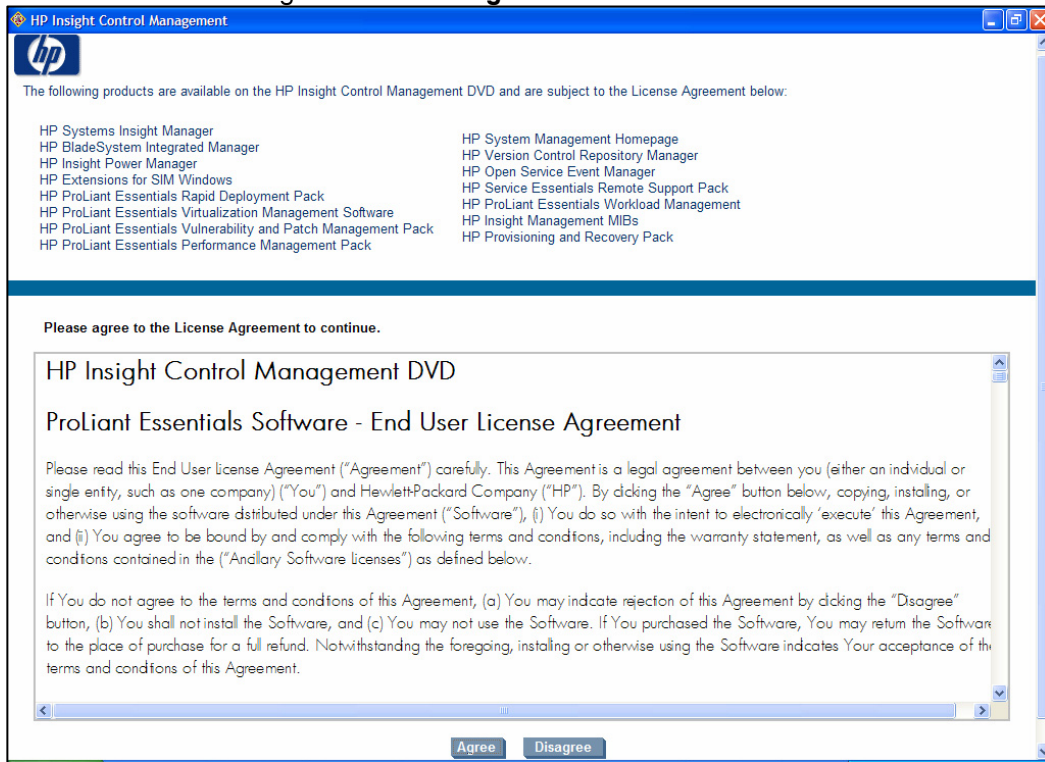 HP Insight Control Management
hp
The following products are available on the HP Insight Control Management DVD and are subject to the License Agreement below:
HP Systems Insight Manager
HP BladeSystem Integrated Manager
HP Insight Power Manager
HP Extensions for SIM Windows
HP ProLiant Essentials Rapid Deployment Pack
HP ProLiant Essentials Virtualization Management Software
HP ProLiant Essentials Vulnerability and Patch Management Pack
HP ProLiant Essentials Performance Management Pack
HP System Management Homepage
HP Version Control Repository Manager
HP Open Service Event Manager
HP Service Essentials Remote Support Pack
HP ProLiant Essentials Workload Management
HP Insight Management MIBs
HP Provisioning and Recovery Pack
Please agree to the License Agreement to continue.
HP Insight Control Management DVD
ProLiant Essentials Software - End User License Agreement
Please read this End User License Agreement ("Agreement") carefully. This Agreement is a legal agreement between you (either an individual or
single entity, such as one company) ("You") and Hewlett-Packard Company ("HP"). By clicking the "Agree" button below, copying, installing, or
otherwise using the software distributed under this Agreement ("Software"), (i) You do so with the intent to electronically 'execute' this Agreement,
and (ii) You agree to be bound by and comply with the following terms and conditions, including the warranty statement, as well as any terms and
conditions contained in the ("Ancillary Software Licenses") as defined below.
If You do not agree to the terms and conditions of this Agreement, (a) You may indicate rejection of this Agreement by clicking the "Disagree"
button, (b) You shall not install the Software, and (c) You may not use the Software. If You purchased the Software, You may return the Software
to the place of purchase for a full refund. Notwithstanding the foregoing, installing or otherwise using the Software indicates Your acceptance of th
terms and conditions of this Agreement.
Agree Disagree